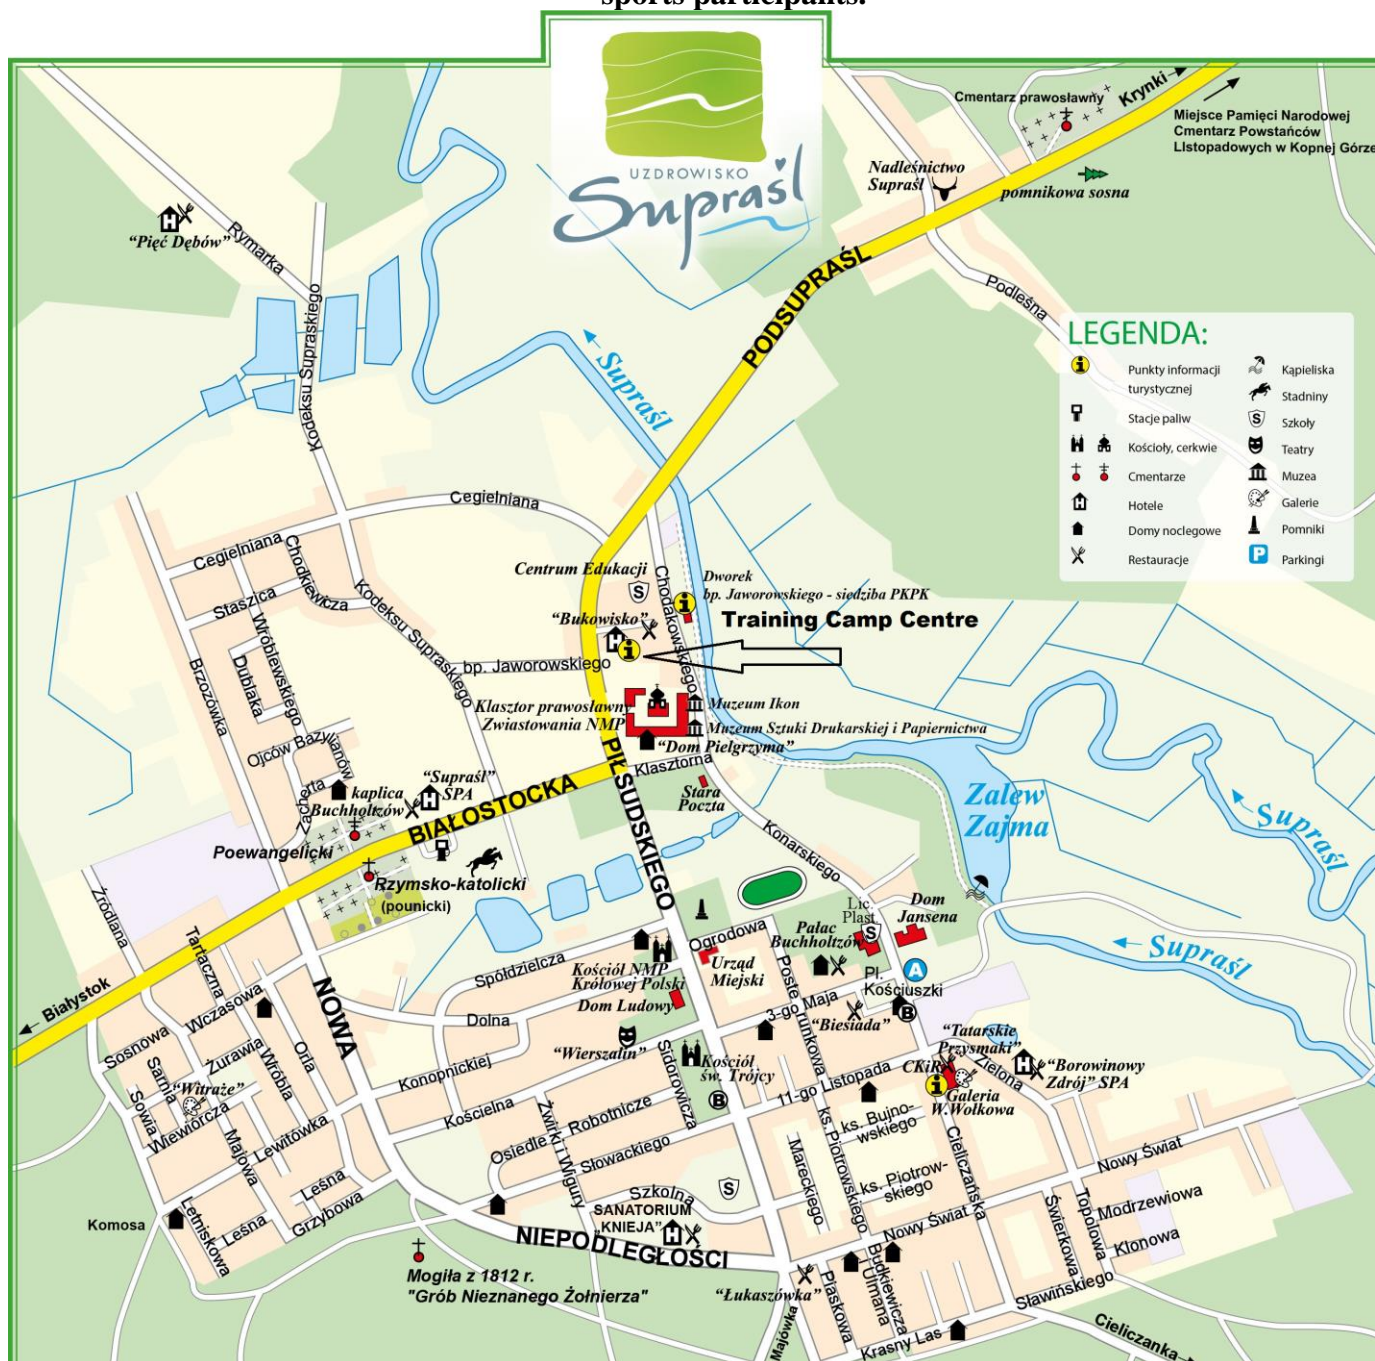 sports participants.
UZDROWISKO
Supraśl
Cmentarz prawosławny
Krynki
Miejsce Pamięci Narodowej
Cmentarz Powstańców
LIstopadowych w Kopnej Górze
Nadleśnictwo
Supraśl
pomnikowa sosna
“Pięć Dębów”
Rymarka
Kodeksu Supraskiego
PODSUPRAŚL
Podleśna
Supraśl
LEGENDA:
Punkty informacji
turystycznej
Stacje paliw
Kościoły, cerkwie
Cmentarze
Hotele
Domy noclegowe
Restauracje
Kąpieliska
Stadniny
S
Szkoły
Teatry
Muzea
Galerie
Pomniki
P
Parkingi
Cegielniana
Cegielniana
Chodkiewicza
Staszica
Kodeksu Supraskiego
Wróblewskiego
Dublaka
Brzozówka
Ojców Bazylianów
Zacherta
Centrum Edukacji
S
Chodakowskiego
Dworek
bp. Jaworowskiego - siedziba PKPK
“Bukowisko”
Training Camp Centre
bp. Jaworowskiego
Klasztor prawosławny
Zwiastowania NMP
Muzeum Ikon
Muzeum Sztuki Drukarskiej i Papiernictwa
“Dom Pielgrzyma”
Klasztorna
Stara
Poczta
PIŁSUDSKIEGO
BIAŁOSTOCKA
“Supraśl”
SPA
kaplica
Buchholtzów
Poewangelicki
Rzymsko-katolicki
(pounicki)
Zalew
Zajma
Supraśl
Supraśl
Konarskiego
Lic.
Plast.
S
Dom
Jansena
Pałac
Buchholtzów
Ogrodowa
Urząd
Miejski
Źródlana
Tartaczna
Białystok
Spółdzielcza
Kościół NMP
Królowej Polski
Dom Ludowy
Dolna
NOWA
Wczasowa
Sosnowa
Sarnia
Żurawia
Wróbla
Orla
“Witraże”
Sowia
Wiewiórcza
Majowa
Lewitówka
Konopnickiej
“Wierszalin”
Sidorowicza
Kościół
św. Trójcy
B
Posterunkowa
3-go Maja
“Biesiada”
Pl.
Kościuszki
A
B
“Tatarskie
Przysmaki”
CKiR
Zielona
“Borowinowy
Zdrój” SPA
Galeria
W.Wołkowa
11-go Listopada
Kościelna
Żwirki i Wigury
Robotnicze
Osiedle
Słowackiego
Szkolna
S
SANATORIUM
„KNIEJA”
NIEPODLEGŁOŚCI
Mareckiego
ks. Piotrowskiego
ks. Bujno-
wskiego
ks. Piotrow-
skiego
Cieliczańska
Nowy Świat
Nowy Świat
Świerkowa
Topolowa
Modrzewiowa
Klonowa
Leśna
Leśna
Grzybowa
Letniskowa
Komosa
Mogiła z 1812 r.
"Grób Nieznanego Żołnierza"
“Łukaszówka”
Majówka
Piaskowa
Budkiewicza
i Ulmana
Sławińskiego
Krasny Las
Cieliczanka